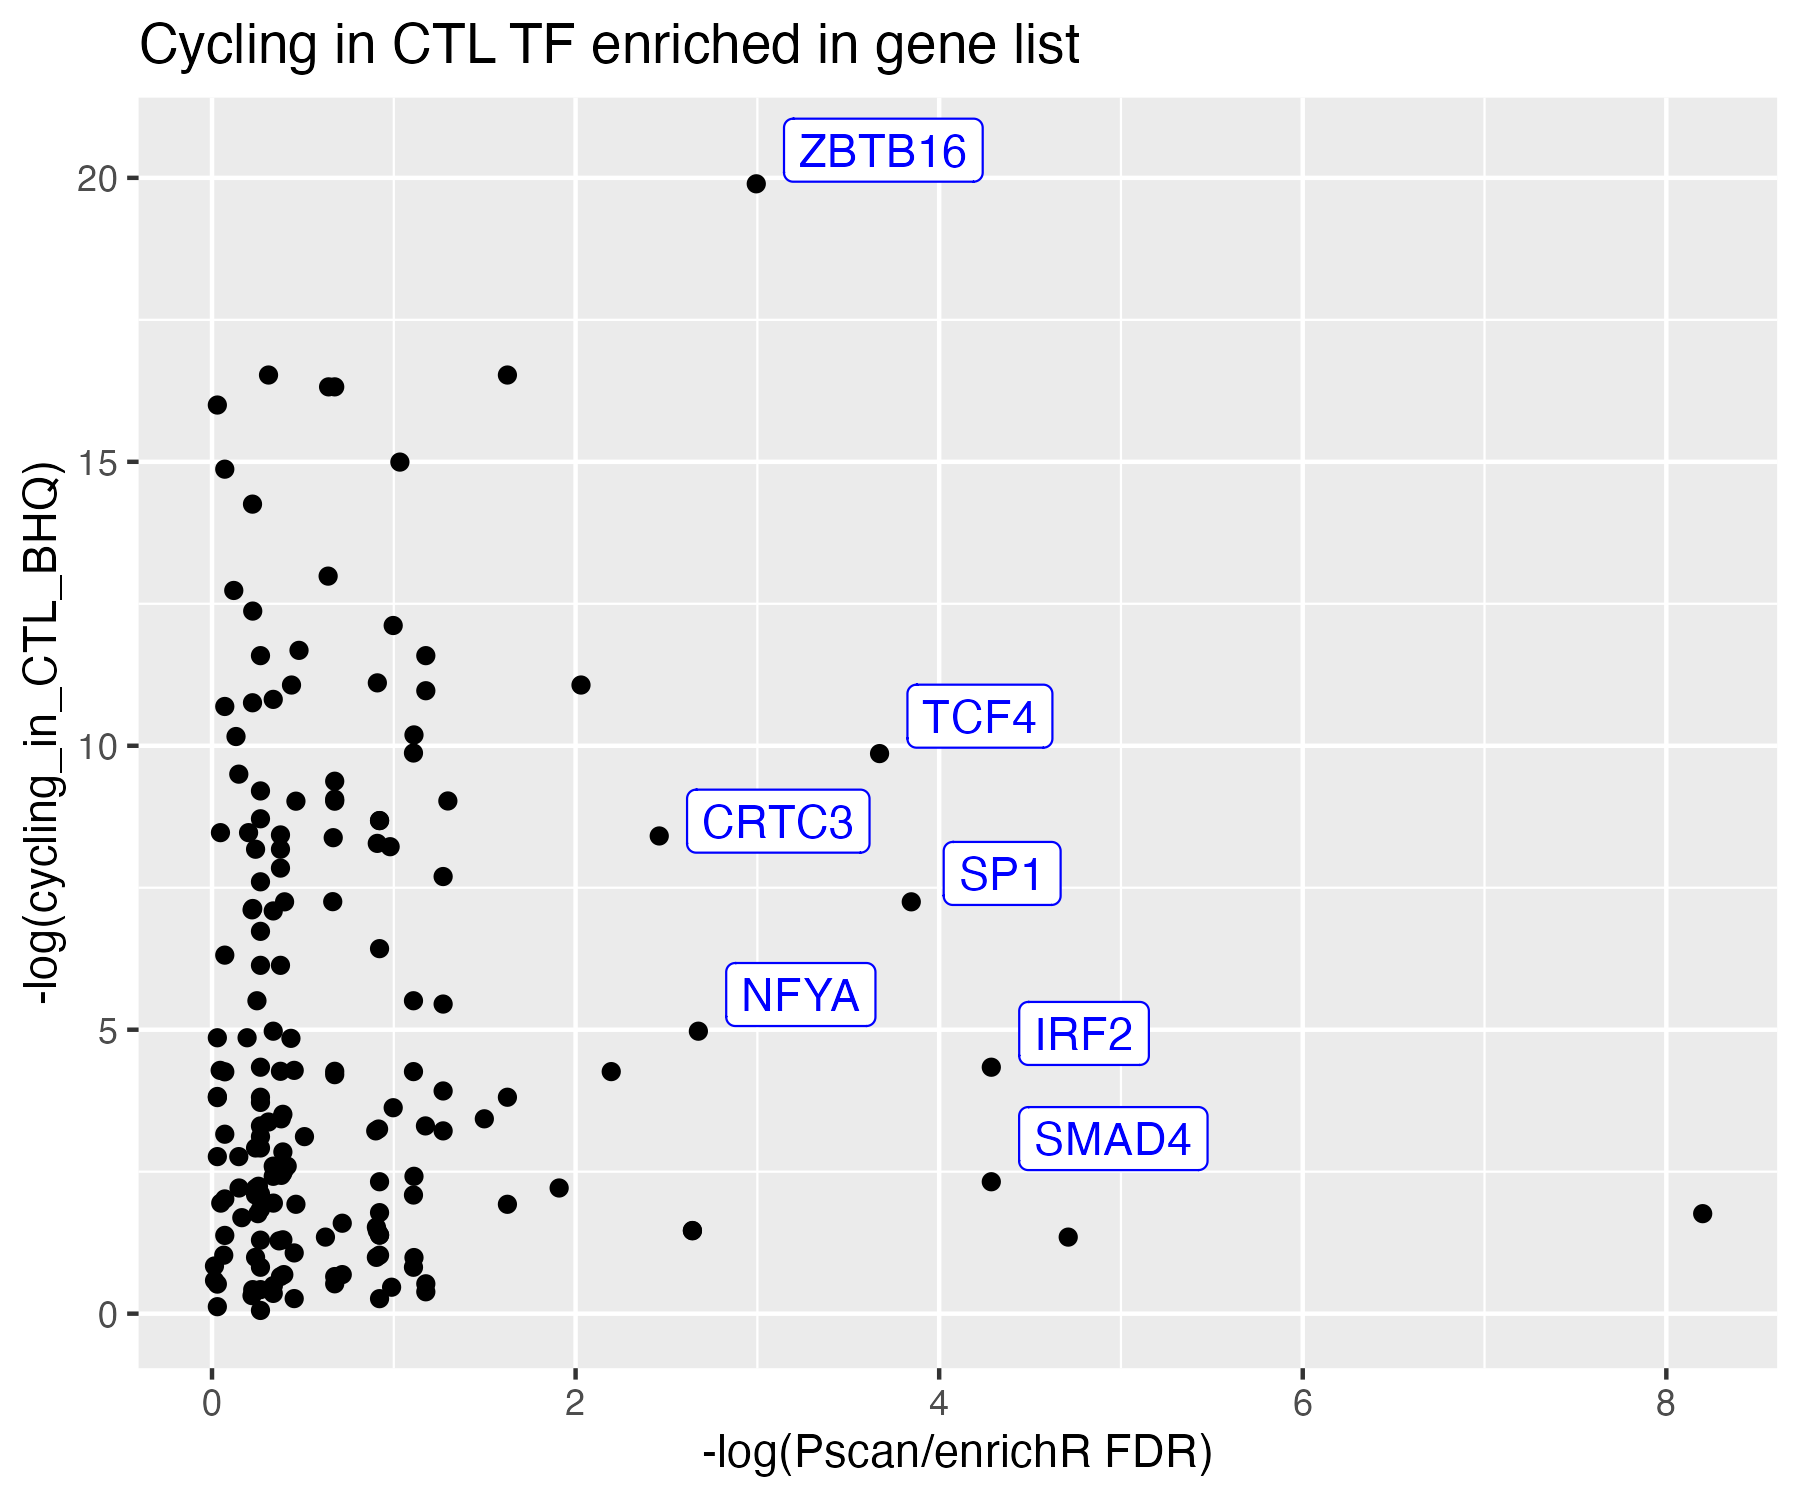 Cycling in CTL TF enriched in gene list
ZBTB16
TCF4
CRTC3
SP1
NFYA
IRF2
SMAD4
20
15
10
5
0
-log(cycling_in_CTL_BHQ)
0 2 4 6 8
-log(Pscan/enrichR FDR)